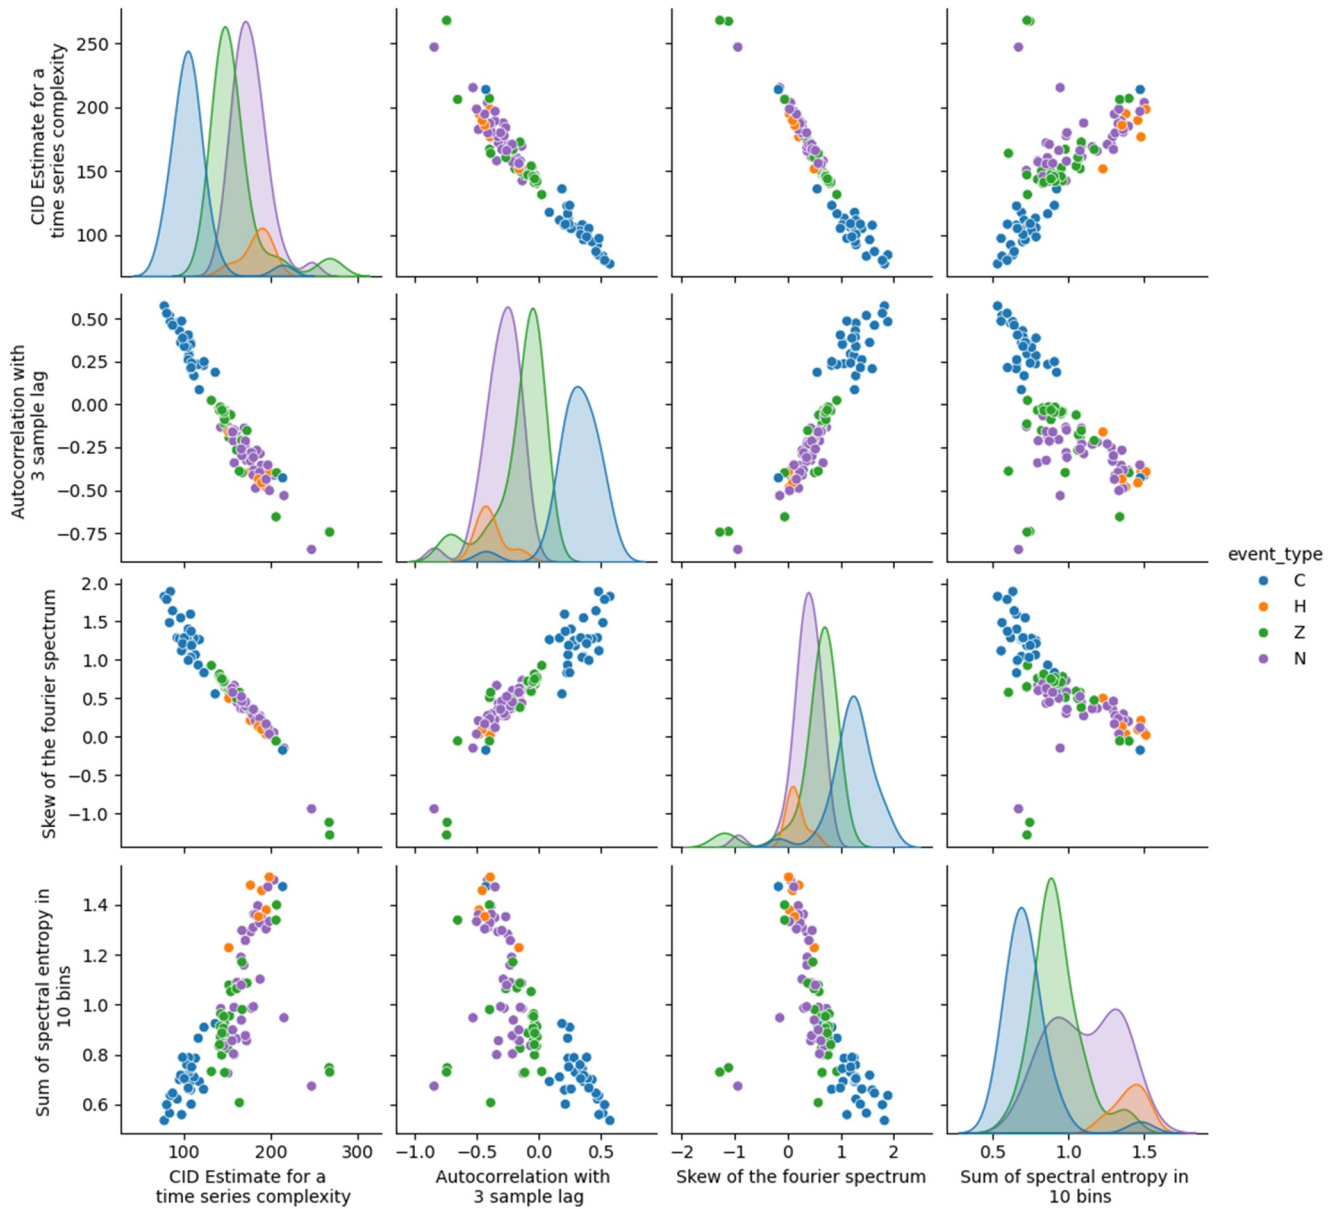 CID Estimate for a
time series complexity
250
200
150
100
Autocorrelation with
3 sample lag
0.50
0.25
0.00
−0.25
−0.50
−0.75
event_type
C
H
Z
N
Skew of the fourier spectrum
2.0
1.5
1.0
0.5
0.0
−0.5
−1.0
Sum of spectral entropy in
10 bins
1.4
1.2
1.0
0.8
0.6
100 200 300
−1.0 −0.5 0.0 0.5
−2 −1 0 1 2
0.5 1.0 1.5
CID Estimate for a
time series complexity
Autocorrelation with
3 sample lag
Skew of the fourier spectrum
Sum of spectral entropy in
10 bins